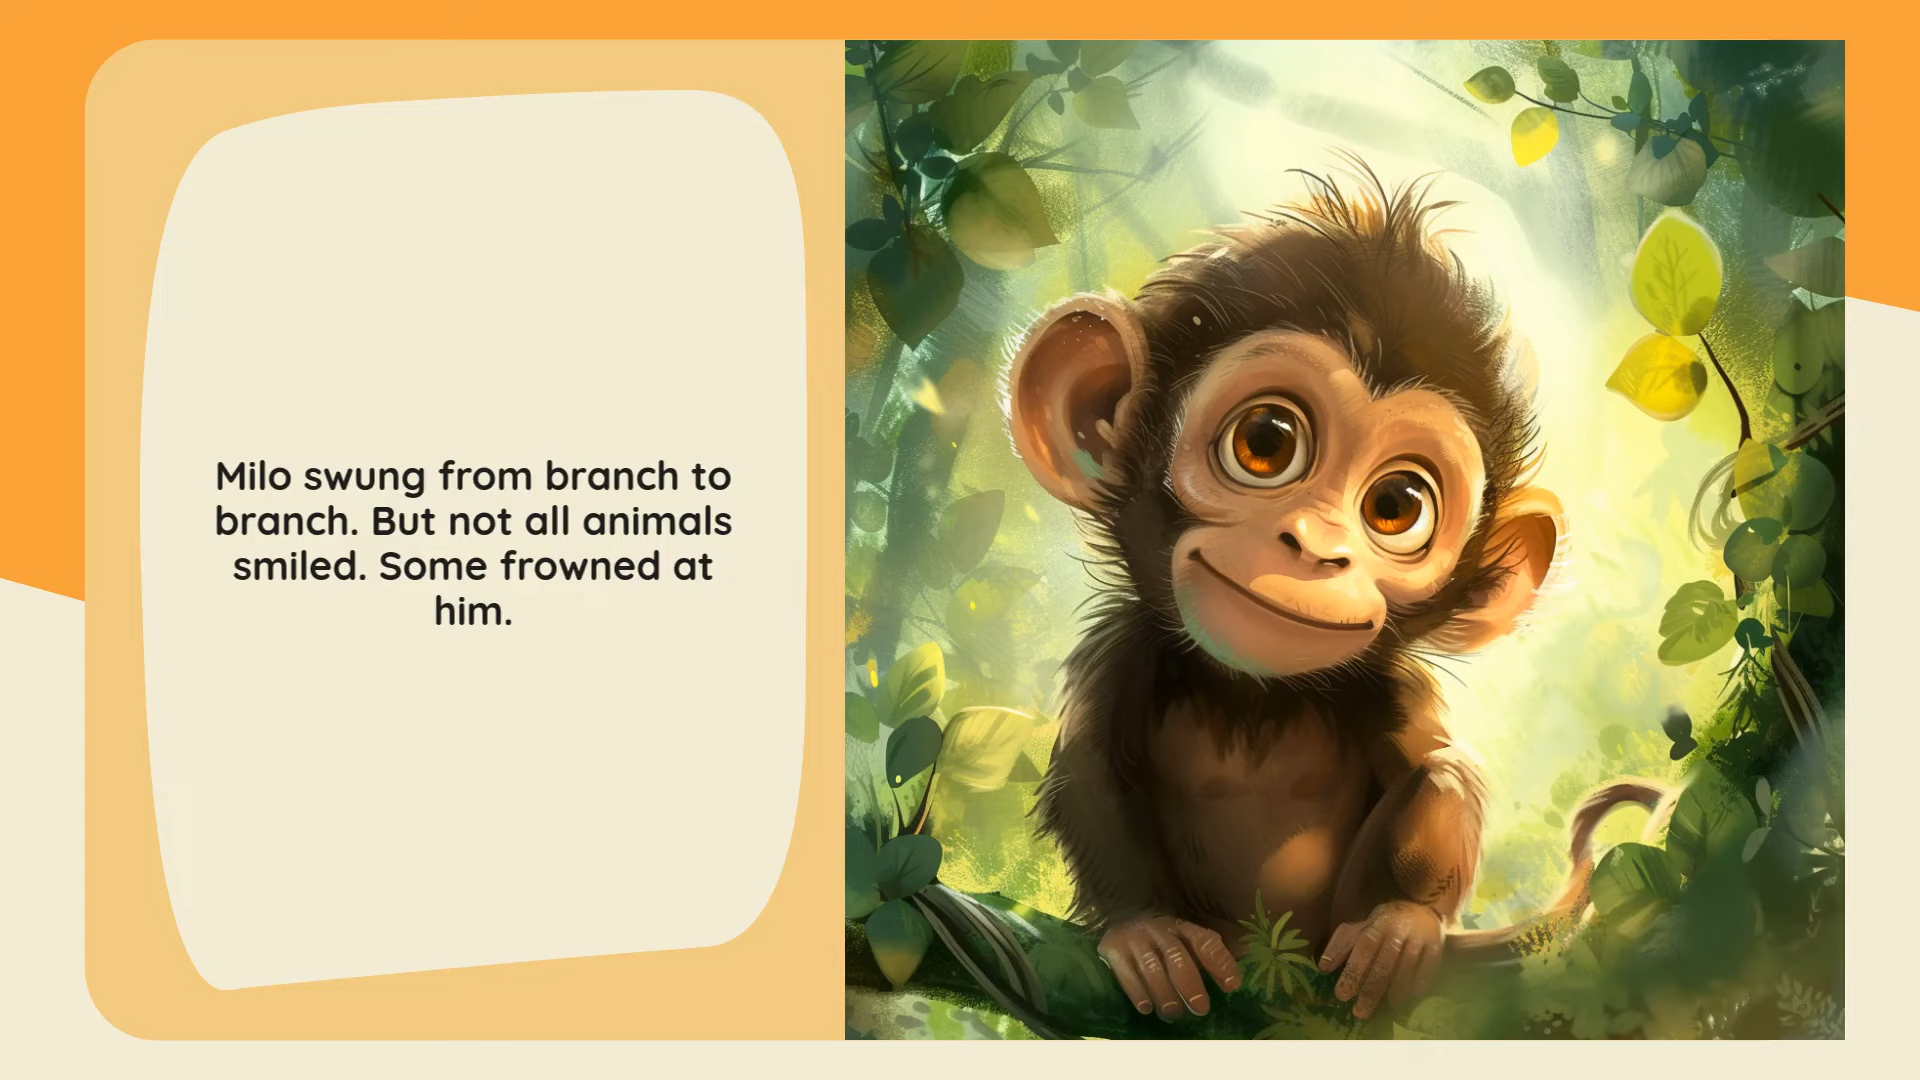 Milo swung from branch to
branch. But not all animals
smiled. Some frowned at
him.